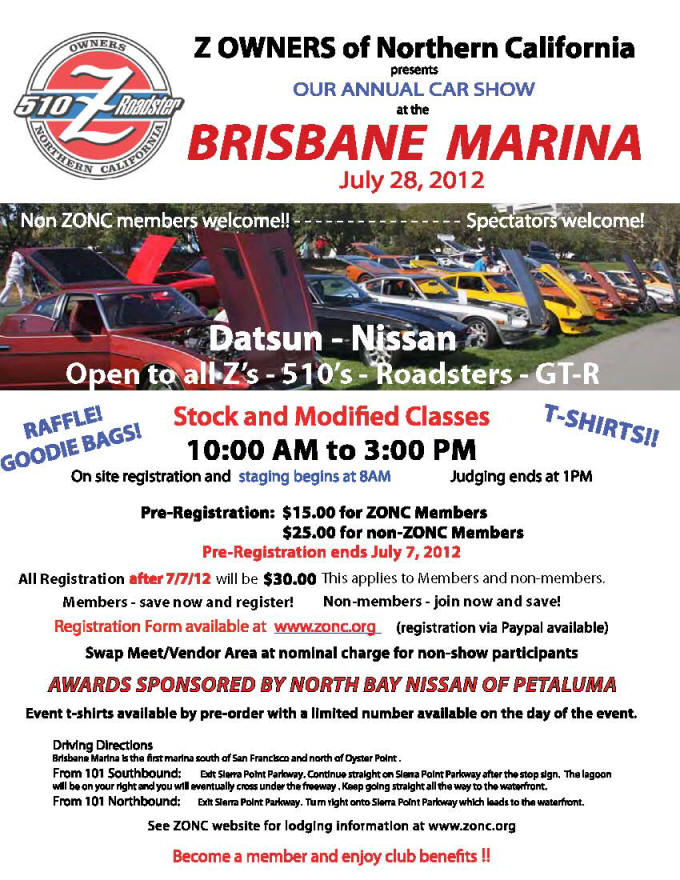 OWNERS
510 Z Roadster
NORTHERN CALIFORNIA
Z OWNERS of Northern California
presents
OUR ANNUAL CAR SHOW
at the
BRISBANE MARINA
July 28, 2012
Non ZONC members welcome!! - - - - - - - - - - - - - - - - Spectators welcome!
Datsun - Nissan
Open to all Z's - 510's - Roadsters - GT-R
RAFFLE!
GOODIE BAGS!
Stock and Modified Classes
T-SHIRTS!!
10:00 AM to 3:00 PM
On site registration and staging begins at 8AM Judging ends at 1PM
Pre-Registration: $15.00 for ZONC Members
$25.00 for non-ZONC Members
Pre-Registration ends July 7, 2012
All Registration after 7/7/12 will be $30.00 This applies to Members and non-members.
Members - save now and register! Non-members - join now and save!
Registration Form available at www.zonc.org (registration via Paypal available)
Swap Meet/Vendor Area at nominal charge for non-show participants
AWARDS SPONSORED BY NORTH BAY NISSAN OF PETALUMA
Event t-shirts available by pre-order with a limited number available on the day of the event.
Driving Directions
Brisbane Marina is the first marina south of San Francisco and north of Oyster Point .
From 101 Southbound: Exit Sierra Point Parkway. Continue straight on Sierra Point Parkway after the stop sign. The lagoon
will be on your right and you will eventually cross under the freeway . Keep going straight all the way to the waterfront.
From 101 Northbound: Exit Sierra Point Parkway. Turn right onto Sierra Point Parkway which leads to the waterfront.
See ZONC website for lodging information at www.zonc.org
Become a member and enjoy club benefits !!